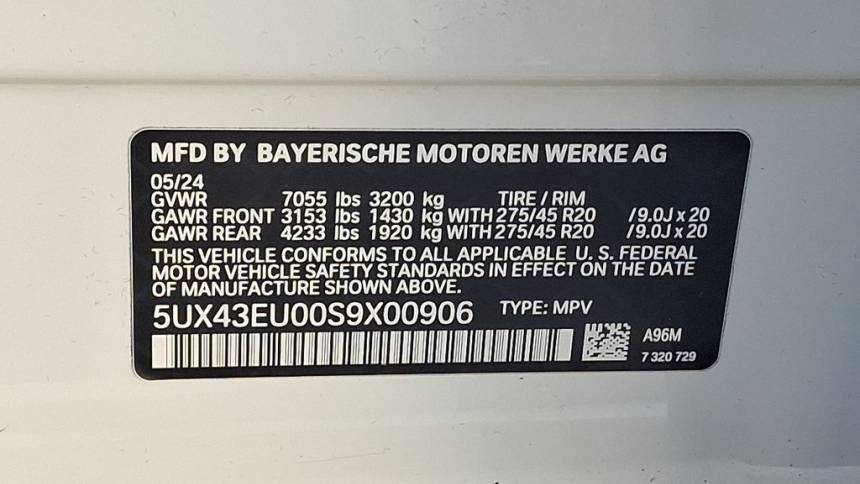 MFD BY BAYERISCHE MOTOREN WERKE AG
05/24
GVWR 7055 lbs 3200 kg TIRE / RIM
GAWR FRONT 3153 lbs 1430 kg WITH 275/45 R20 / 9.0J x 20
GAWR REAR 4233 lbs 1920 kg WITH 275/45 R20 / 9.0J x 20
THIS VEHICLE CONFORMS TO ALL APPLICABLE U. S. FEDERAL
MOTOR VEHICLE SAFETY STANDARDS IN EFFECT ON THE DATE
OF MANUFACTURE SHOWN ABOVE.
5UX43EU00S9X00906 TYPE: MPV
A96M
7 320 729